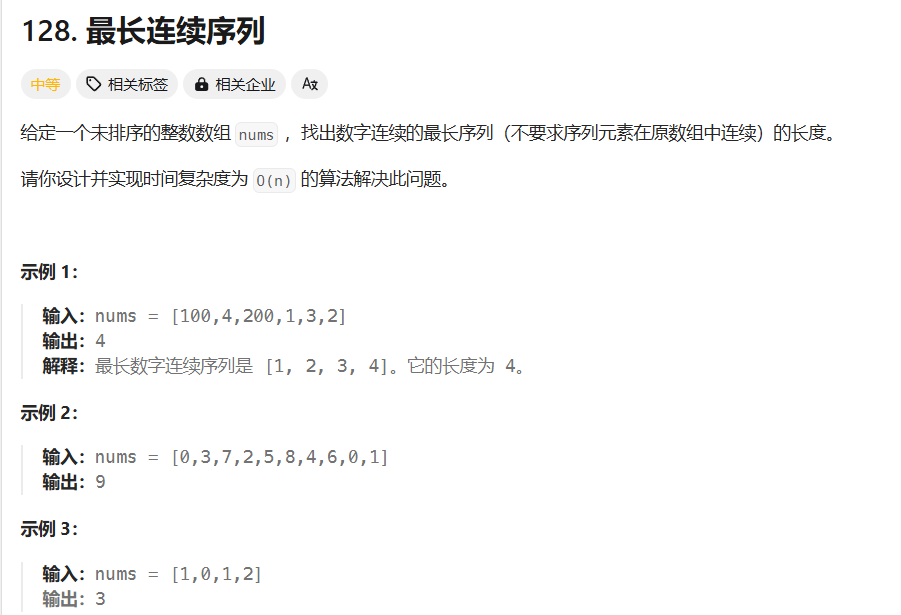 128. 最长连续序列
中等 相关标签 相关企业 Az
给定一个未排序的整数数组 nums ，找出数字连续的最长序列（不要求序列元素在原数组中连续）的长度。
请你设计并实现时间复杂度为 O(n) 的算法解决此问题。
示例 1：
输入：nums = [100,4,200,1,3,2]
输出：4
解释：最长数字连续序列是 [1, 2, 3, 4]。它的长度为 4。
示例 2：
输入：nums = [0,3,7,2,5,8,4,6,0,1]
输出：9
示例 3：
输入：nums = [1,0,1,2]
输出：3